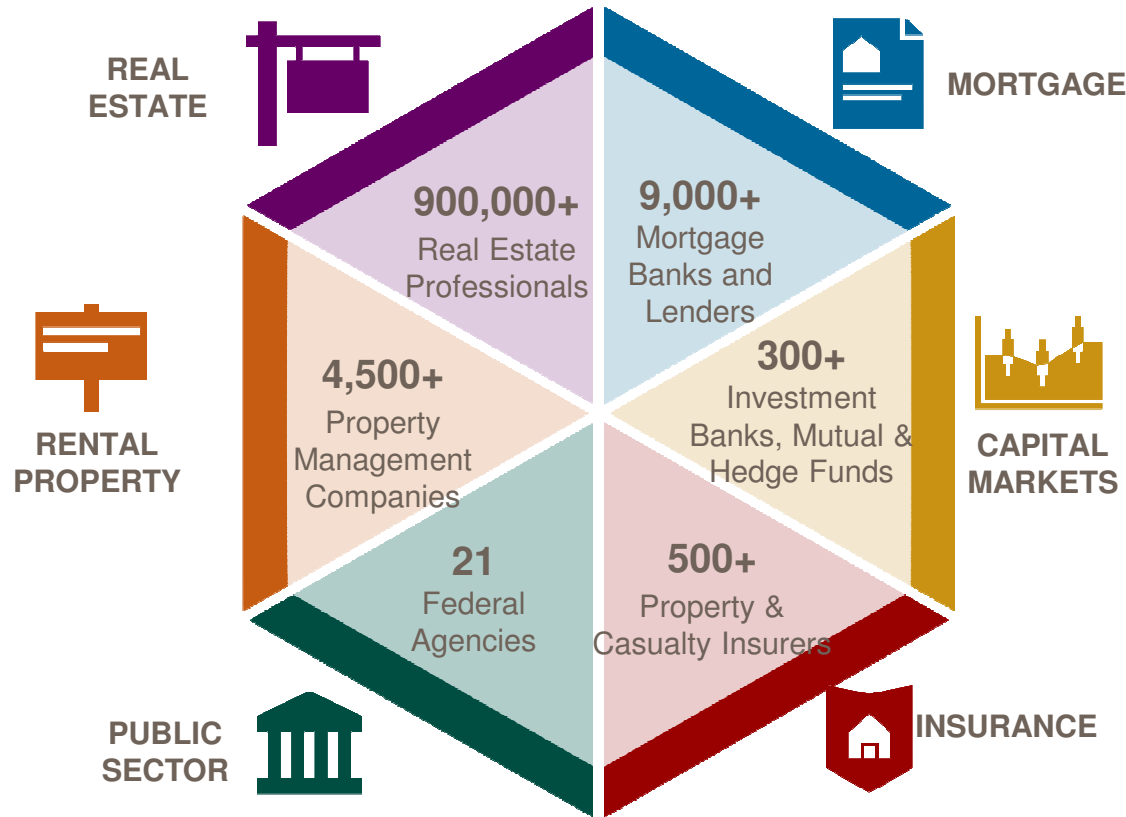 REAL
ESTATE
MORTGAGE
900,000+
Real Estate
Professionals
9,000+
Mortgage
Banks and
Lenders
4,500+
Property
Management
Companies
300+
Investment
Banks, Mutual &
Hedge Funds
RENTAL
PROPERTY
CAPITAL
MARKETS
21
Federal
Agencies
500+
Property &
Casualty Insurers
PUBLIC
SECTOR
INSURANCE